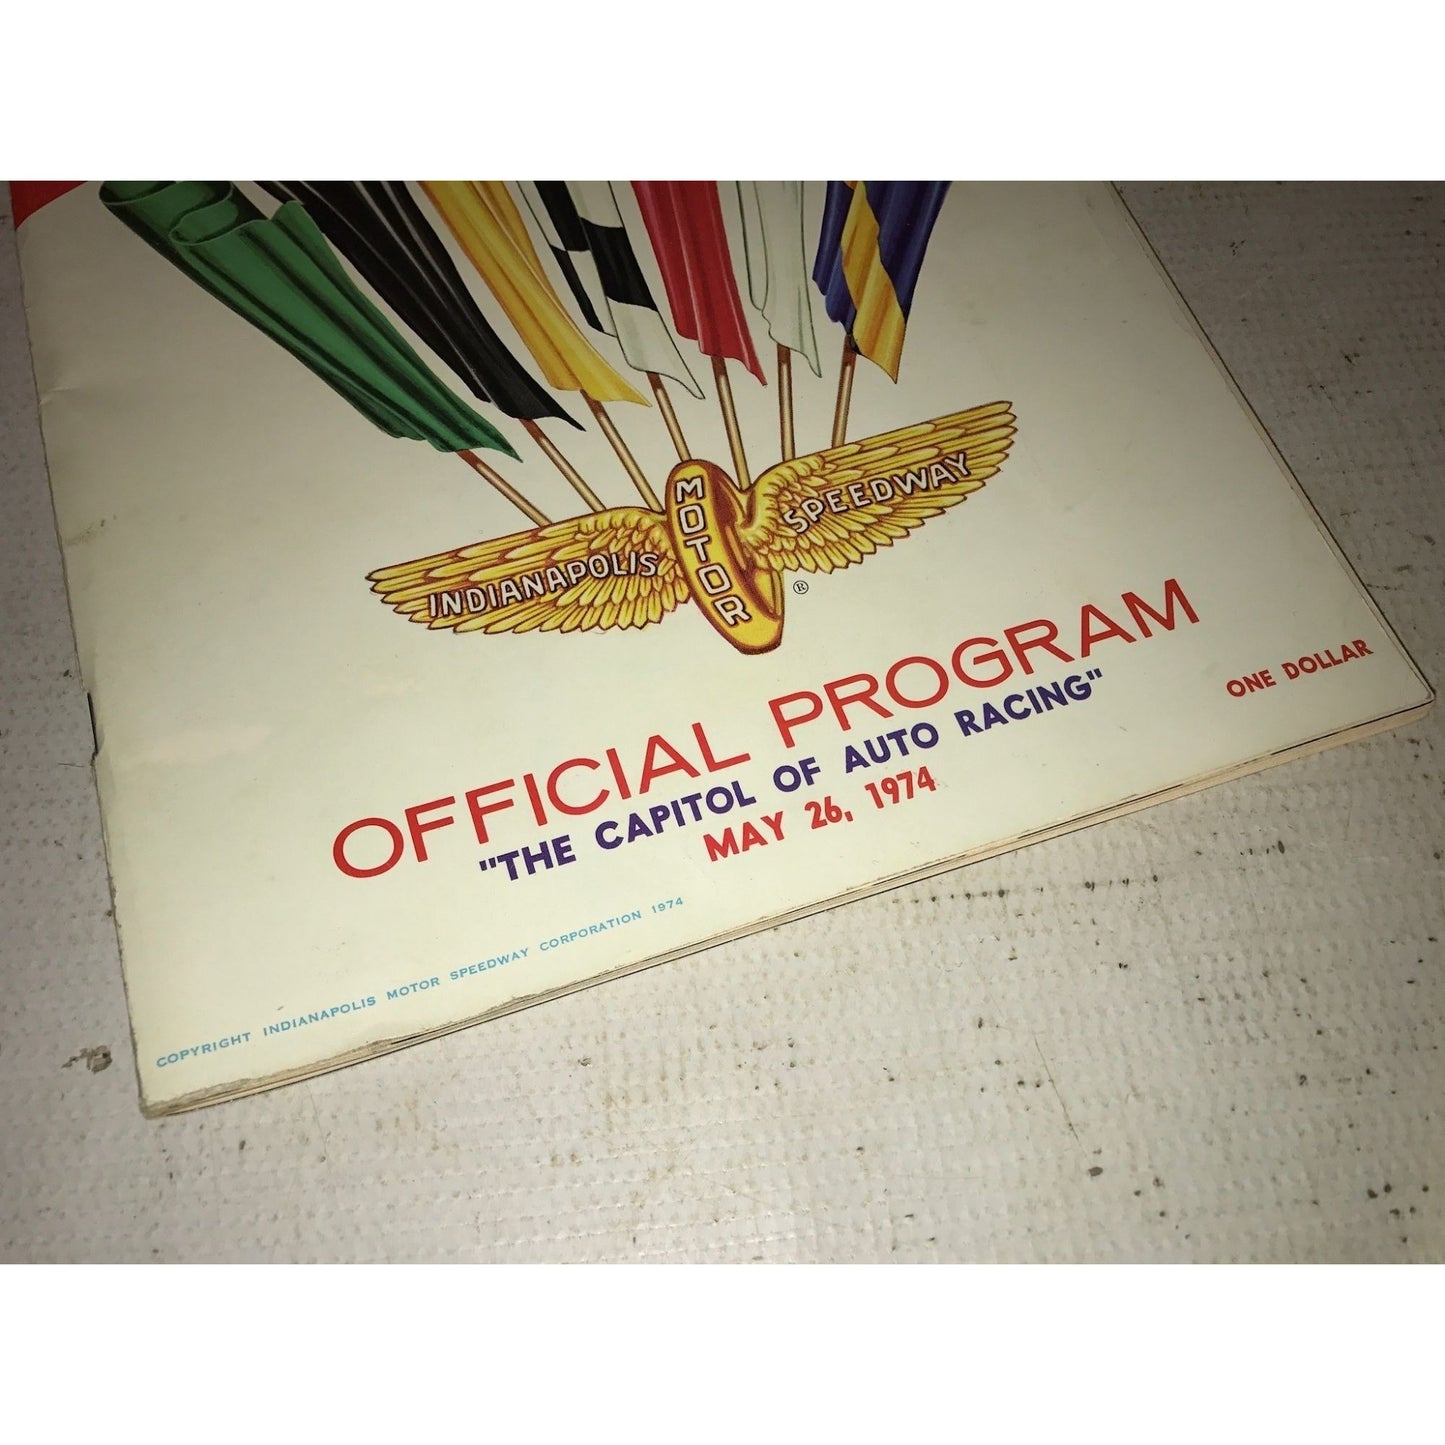 INDIANAPOLIS MOTOR SPEEDWAY
®
OFFICIAL PROGRAM
"THE CAPITOL OF AUTO RACING"
MAY 26, 1974
ONE DOLLAR
COPYRIGHT INDIANAPOLIS MOTOR SPEEDWAY CORPORATION 1974